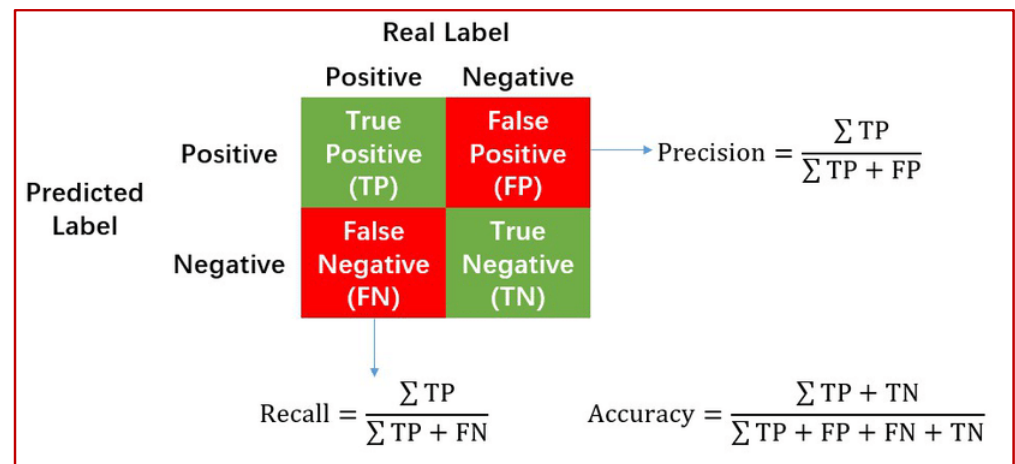 Real Label
Positive Negative
True
Positive
(TP)
False
Positive
(FP)
Positive
Precision = ∑ TP / ∑ TP + FP
Predicted
Label
Negative
False
Negative
(FN)
True
Negative
(TN)
Recall = ∑ TP / ∑ TP + FN
Accuracy = ∑ TP + TN / ∑ TP + FP + FN + TN